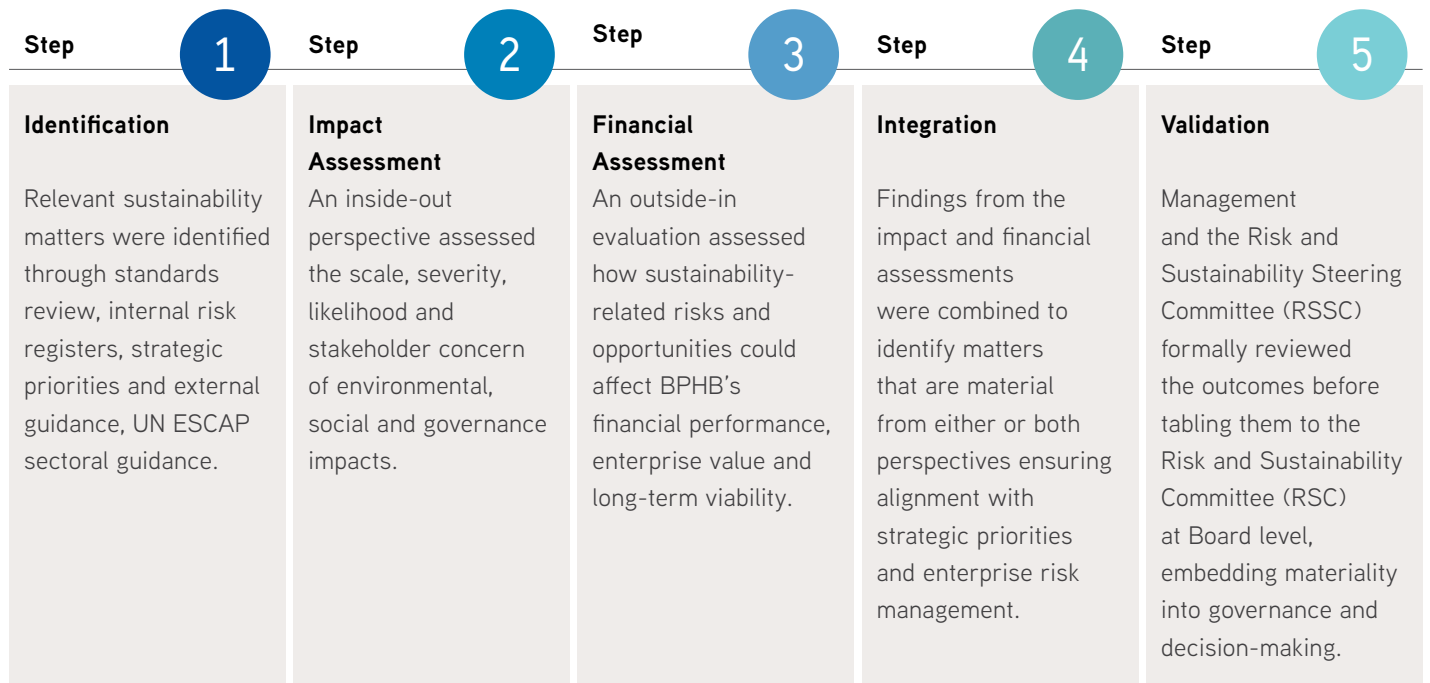 Step 1
Identification
Relevant sustainability
matters were identified
through standards
review, internal risk
registers, strategic
priorities and external
guidance, UN ESCAP
sectoral guidance.
Step 2
Impact
Assessment
An inside-out
perspective assessed
the scale, severity,
likelihood and
stakeholder concern
of environmental,
social and governance
impacts.
Step 3
Financial
Assessment
An outside-in
evaluation assessed
how sustainability-
related risks and
opportunities could
affect BPHB's
financial performance,
enterprise value and
long-term viability.
Step 4
Integration
Findings from the
impact and financial
assessments
were combined to
identify matters
that are material
from either or both
perspectives ensuring
alignment with
strategic priorities
and enterprise risk
management.
Step 5
Validation
Management
and the Risk and
Sustainability Steering
Committee (RSSC)
formally reviewed
the outcomes before
tabling them to the
Risk and Sustainability
Committee (RSC)
at Board level,
embedding materiality
into governance and
decision-making.